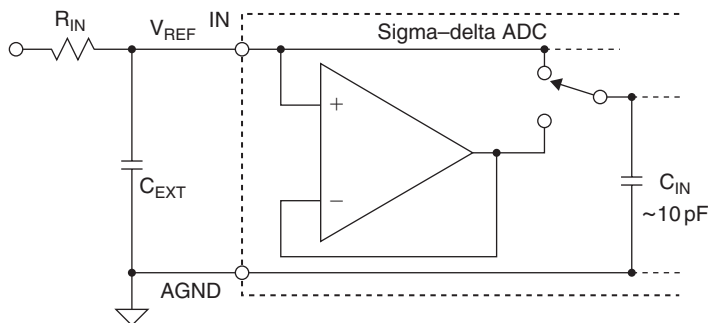 R_IN
V_REF
IN
Sigma–delta ADC
+
−
C_EXT
C_IN
~10 pF
AGND